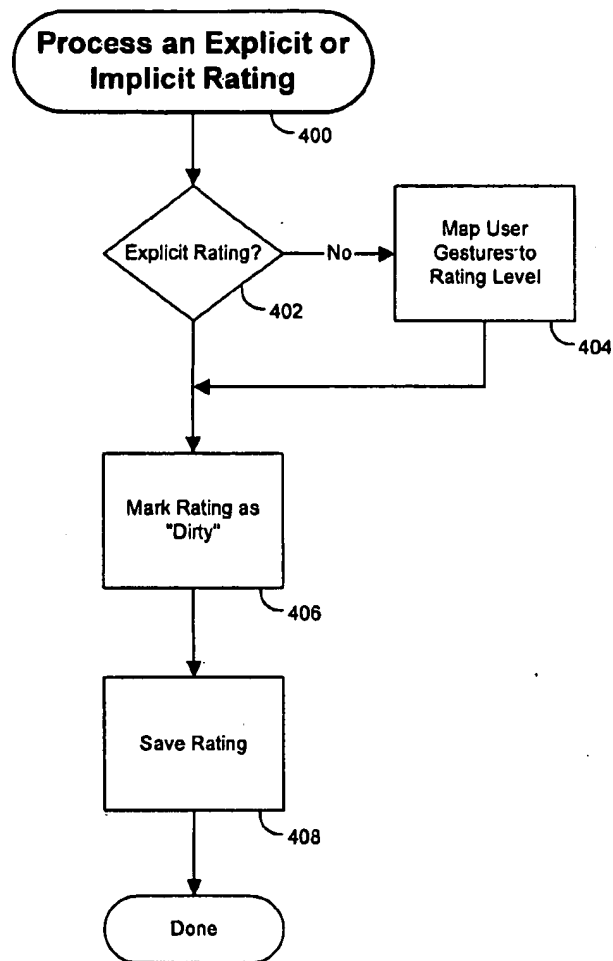 Process an Explicit or
Implicit Rating
400
Explicit Rating?
No
402
Map User
Gestures to
Rating Level
404
Mark Rating as
"Dirty"
406
Save Rating
408
Done